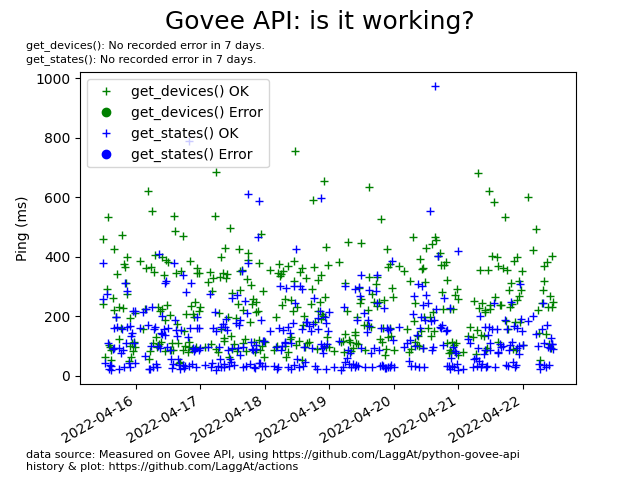 Govee API: is it working?
get_devices(): No recorded error in 7 days.
get_states(): No recorded error in 7 days.
get_devices() OK
get_devices() Error
get_states() OK
get_states() Error
Ping (ms)
1000
800
600
400
200
0
2022-04-16
2022-04-17
2022-04-18
2022-04-19
2022-04-20
2022-04-21
2022-04-22
data source: Measured on Govee API, using https://github.com/LaggAt/python-govee-api
history & plot: https://github.com/LaggAt/actions